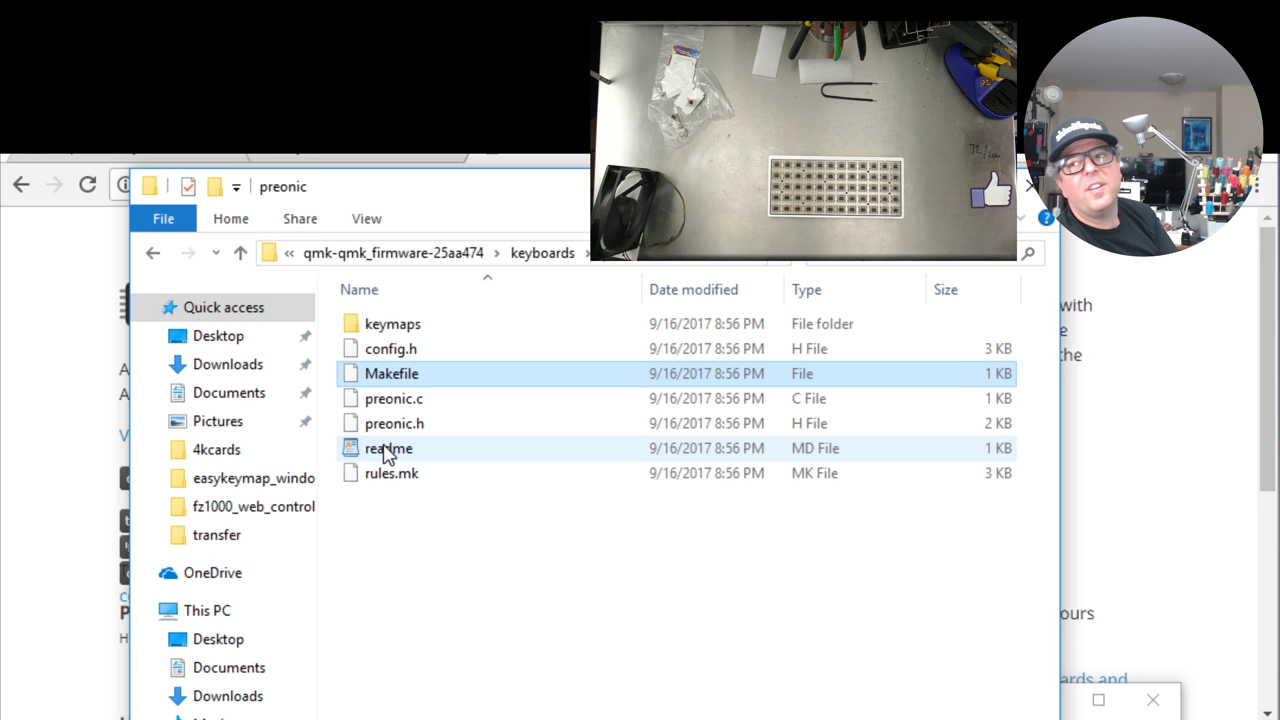 preonic
File Home Share View
« qmk-qmk_firmware-25aa474 › keyboards ›
Name Date modified Type Size
Quick access
Desktop
Downloads
Documents
Pictures
4kcards
easykeymap_windo
fz1000_web_control
transfer
OneDrive
This PC
Desktop
Documents
Downloads
keymaps 9/16/2017 8:56 PM File folder
config.h 9/16/2017 8:56 PM H File 3 KB
Makefile 9/16/2017 8:56 PM File 1 KB
preonic.c 9/16/2017 8:56 PM C File 1 KB
preonic.h 9/16/2017 8:56 PM H File 2 KB
readme 9/16/2017 8:56 PM MD File 1 KB
rules.mk 9/16/2017 8:56 PM MK File 3 KB
with
the
ours
ards and